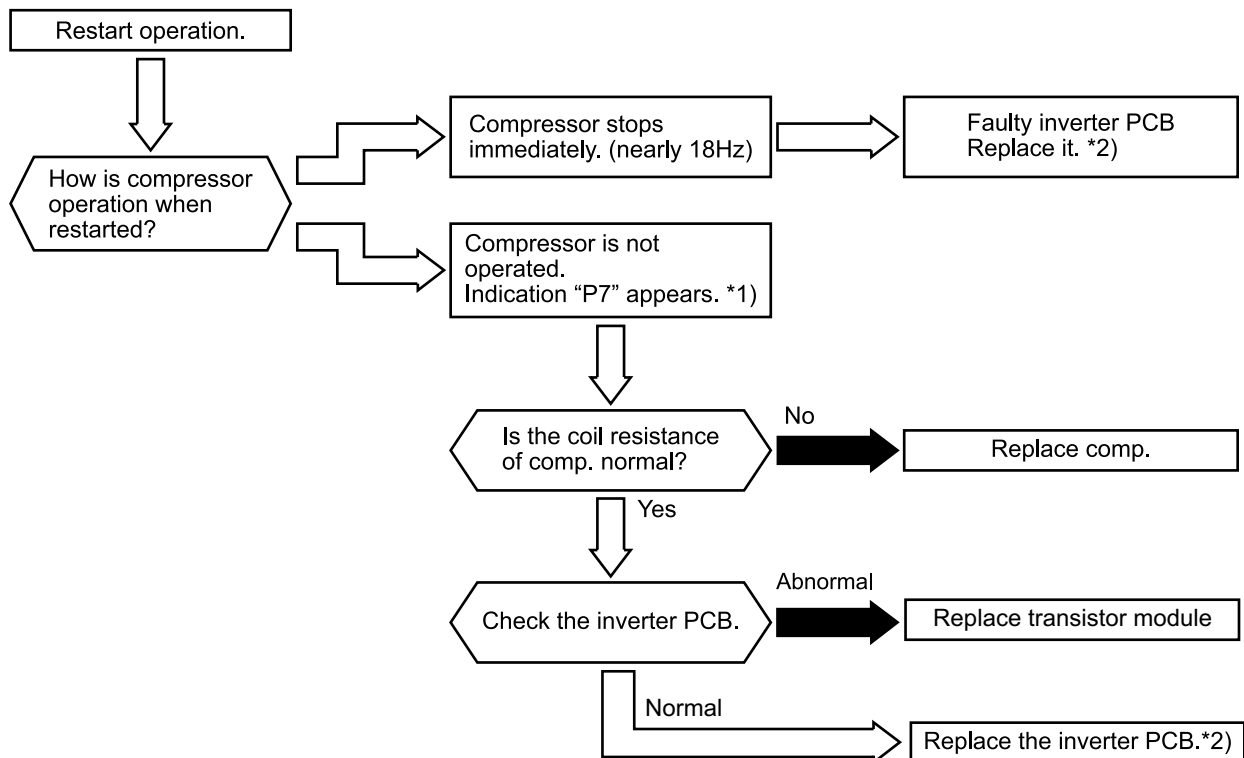 Restart operation.
How is compressor
operation when
restarted?
Compressor stops
immediately. (nearly 18Hz)
Faulty inverter PCB
Replace it. *2)
Compressor is not
operated.
Indication “P7” appears. *1)
Is the coil resistance
of comp. normal?
No
Replace comp.
Yes
Check the inverter PCB.
Abnormal
Replace transistor module
Normal
Replace the inverter PCB.*2)